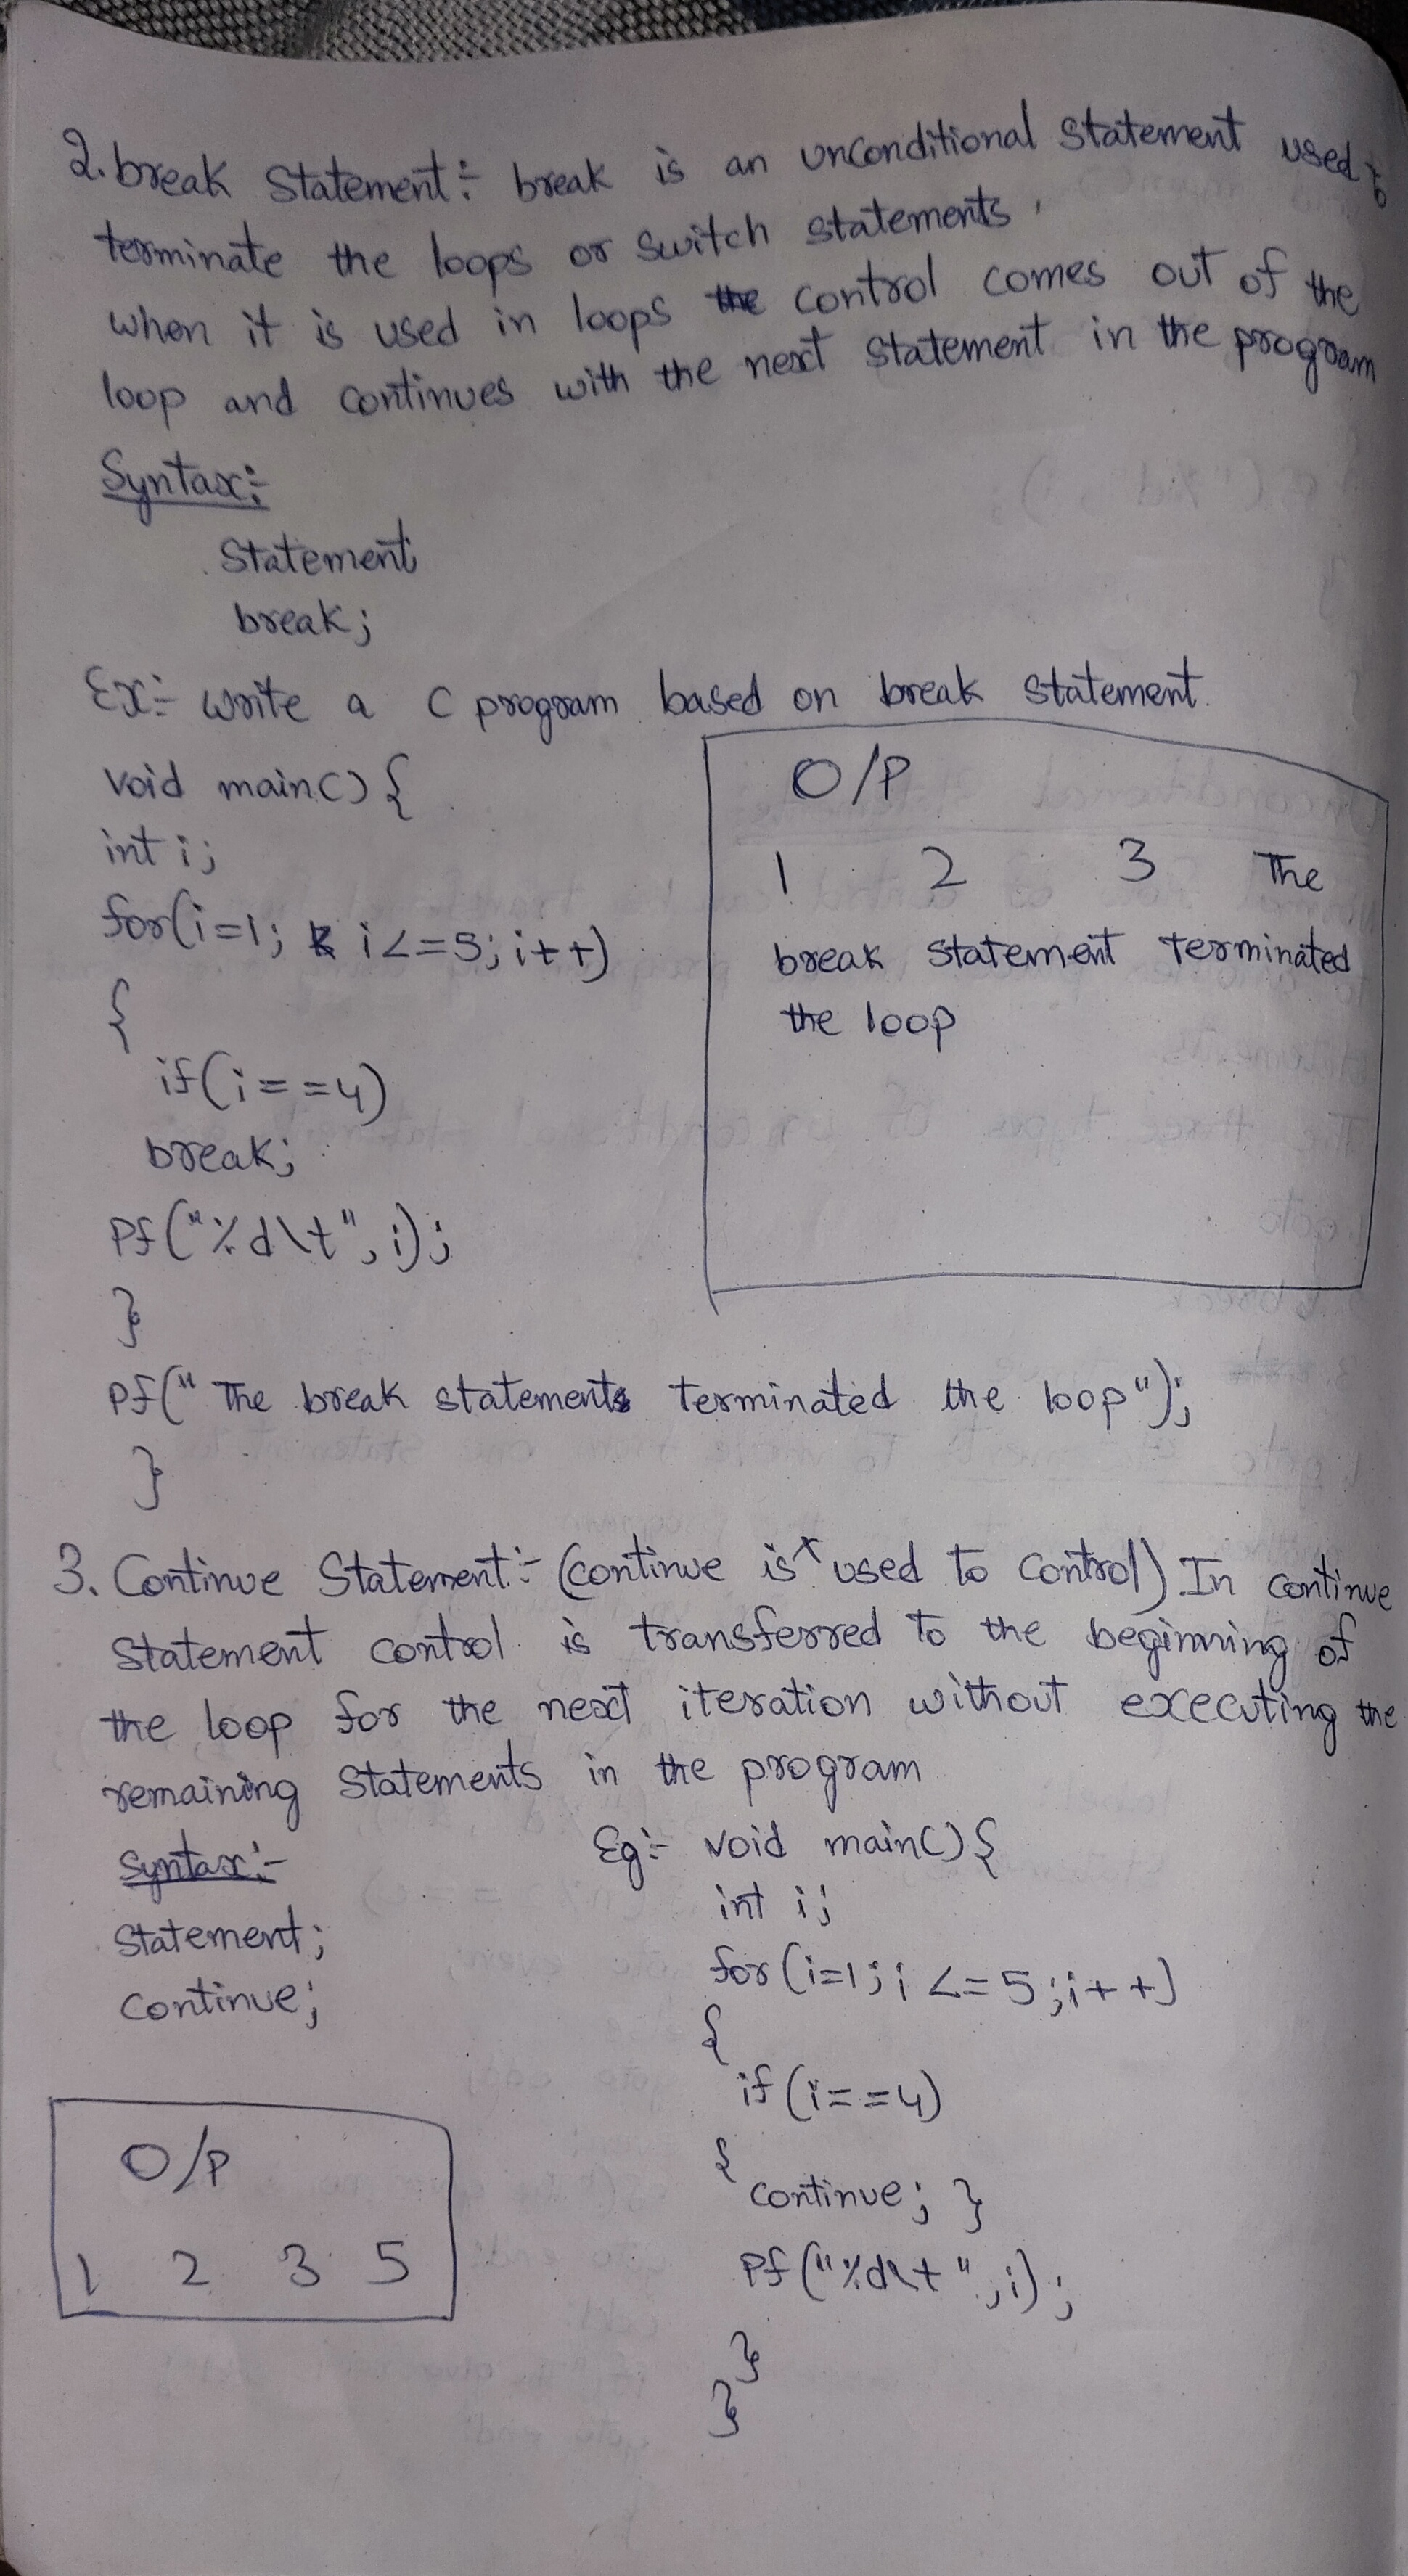 2. break Statement:- break is an unconditional Statement used to
terminate the loops or Switch statements.
when it is used in loops the control comes out of the
loop and continues with the next Statement in the program
Syntax:-
Statement;
break;
Ex:- write a C program based on break statement.
void main() {
int i;
for(i=1; i<=5; i++)
{
if(i==4)
break;
Pf("%d\t", i);
}
Pf("The break statement terminated the loop");
}
O/P
1 2 3 The
break statement terminated
the loop
3. Continue Statement:- (continue is used to control) In continue
Statement control is transferred to the beginning of
the loop for the next iteration without executing the
remaining Statements in the program
Syntax:-
Statement;
Continue;
Eg:- void main() {
int i;
for(i=1; i<=5; i++)
{
if(i==4)
{
continue; }
Pf("%d\t", i);
}
}
O/P
1 2 3 5